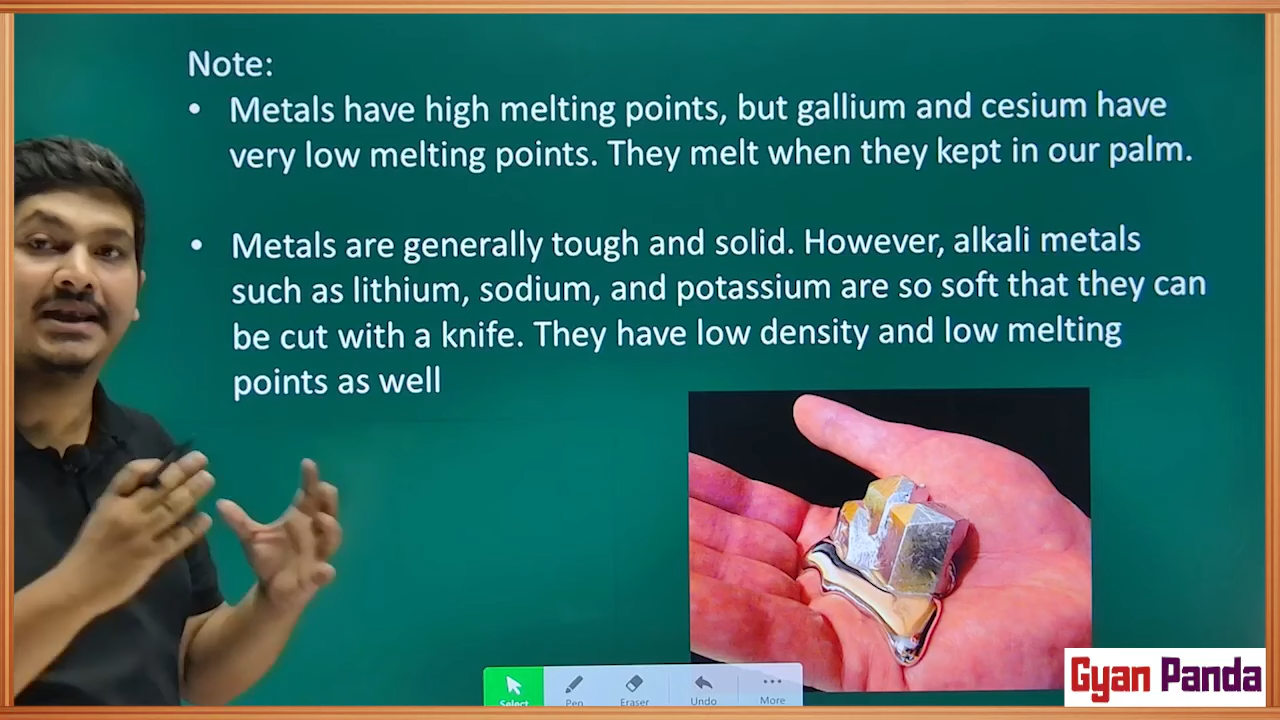 Note:
• Metals have high melting points, but gallium and cesium have
very low melting points. They melt when they kept in our palm.
• Metals are generally tough and solid. However, alkali metals
such as lithium, sodium, and potassium are so soft that they can
be cut with a knife. They have low density and low melting
points as well
Select
Pen
Eraser
Undo
More
Gyan Panda